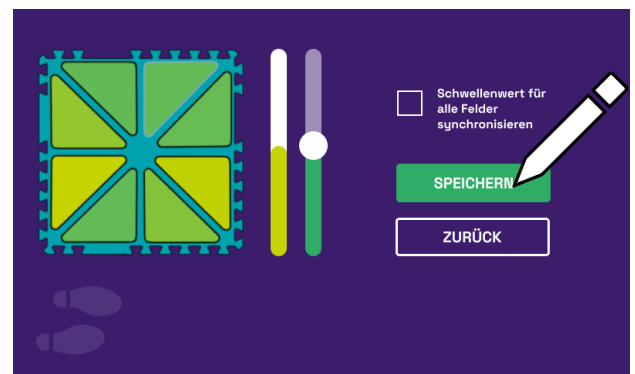 Schwellenwert für
alle Felder
synchronisieren
SPEICHERN
ZURÜCK